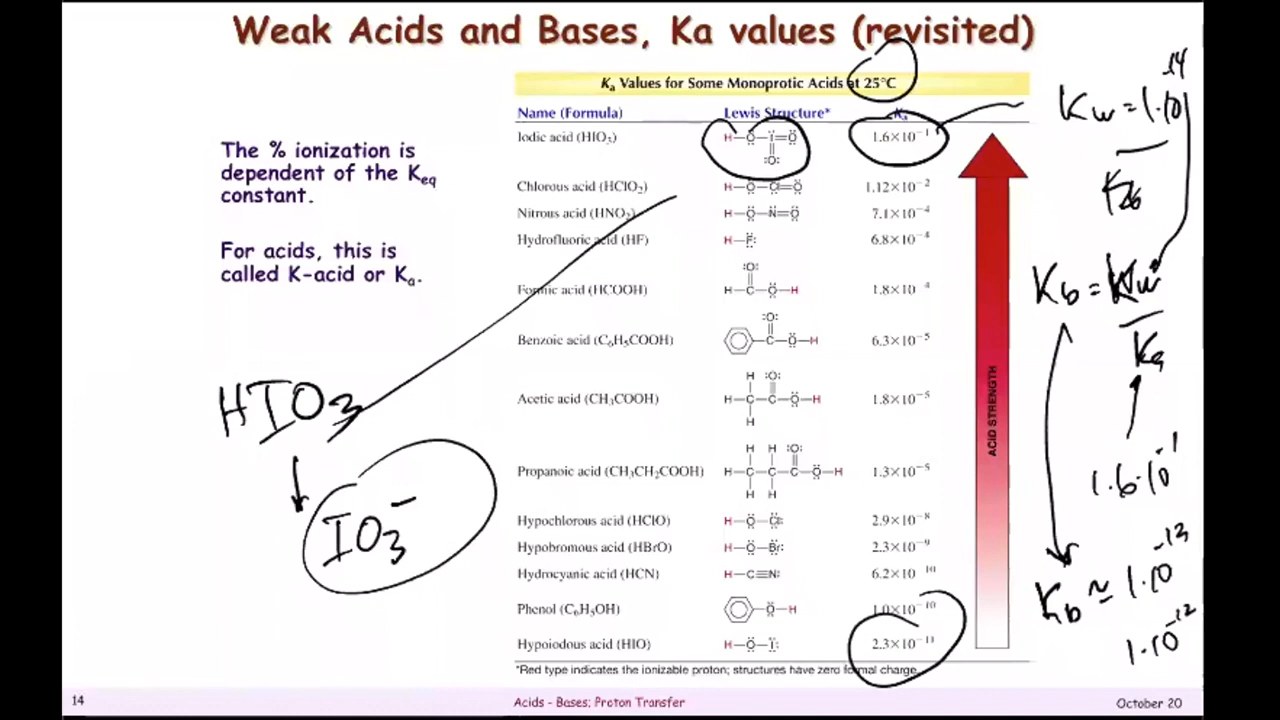 Weak Acids and Bases, Ka values (revisited)
The % ionization is
dependent of the Keq
constant.
For acids, this is
called K-acid or Ka.
HIO3
IO3⁻
Ka Values for Some Monoprotic Acids at 25°C
Name (Formula) Lewis Structure* Ka
Iodic acid (HIO3) 1.6×10⁻¹
Chlorous acid (HClO2) 1.12×10⁻²
Nitrous acid (HNO2) 7.1×10⁻⁴
Hydrofluoric acid (HF) 6.8×10⁻⁴
Formic acid (HCOOH) 1.8×10⁻⁴
Benzoic acid (C6H5COOH) 6.3×10⁻⁵
Acetic acid (CH3COOH) 1.8×10⁻⁵
Propanoic acid (CH3CH2COOH) 1.3×10⁻⁵
Hypochlorous acid (HClO) 2.9×10⁻⁸
Hypobromous acid (HBrO) 2.3×10⁻⁹
Hydrocyanic acid (HCN) 6.2×10⁻¹⁰
Phenol (C6H5OH) 1.0×10⁻¹⁰
Hypoiodous acid (HIO) 2.3×10⁻¹¹
*Red type indicates the ionizable proton; structures have zero formal charge.
ACID STRENGTH
Kw = 1·10⁻¹⁴
Kb = Kw
Ka
1.6·10⁻¹
Kb ≈ 1·10⁻¹³
1·10⁻¹²
14
Acids - Bases; Proton Transfer
October 20